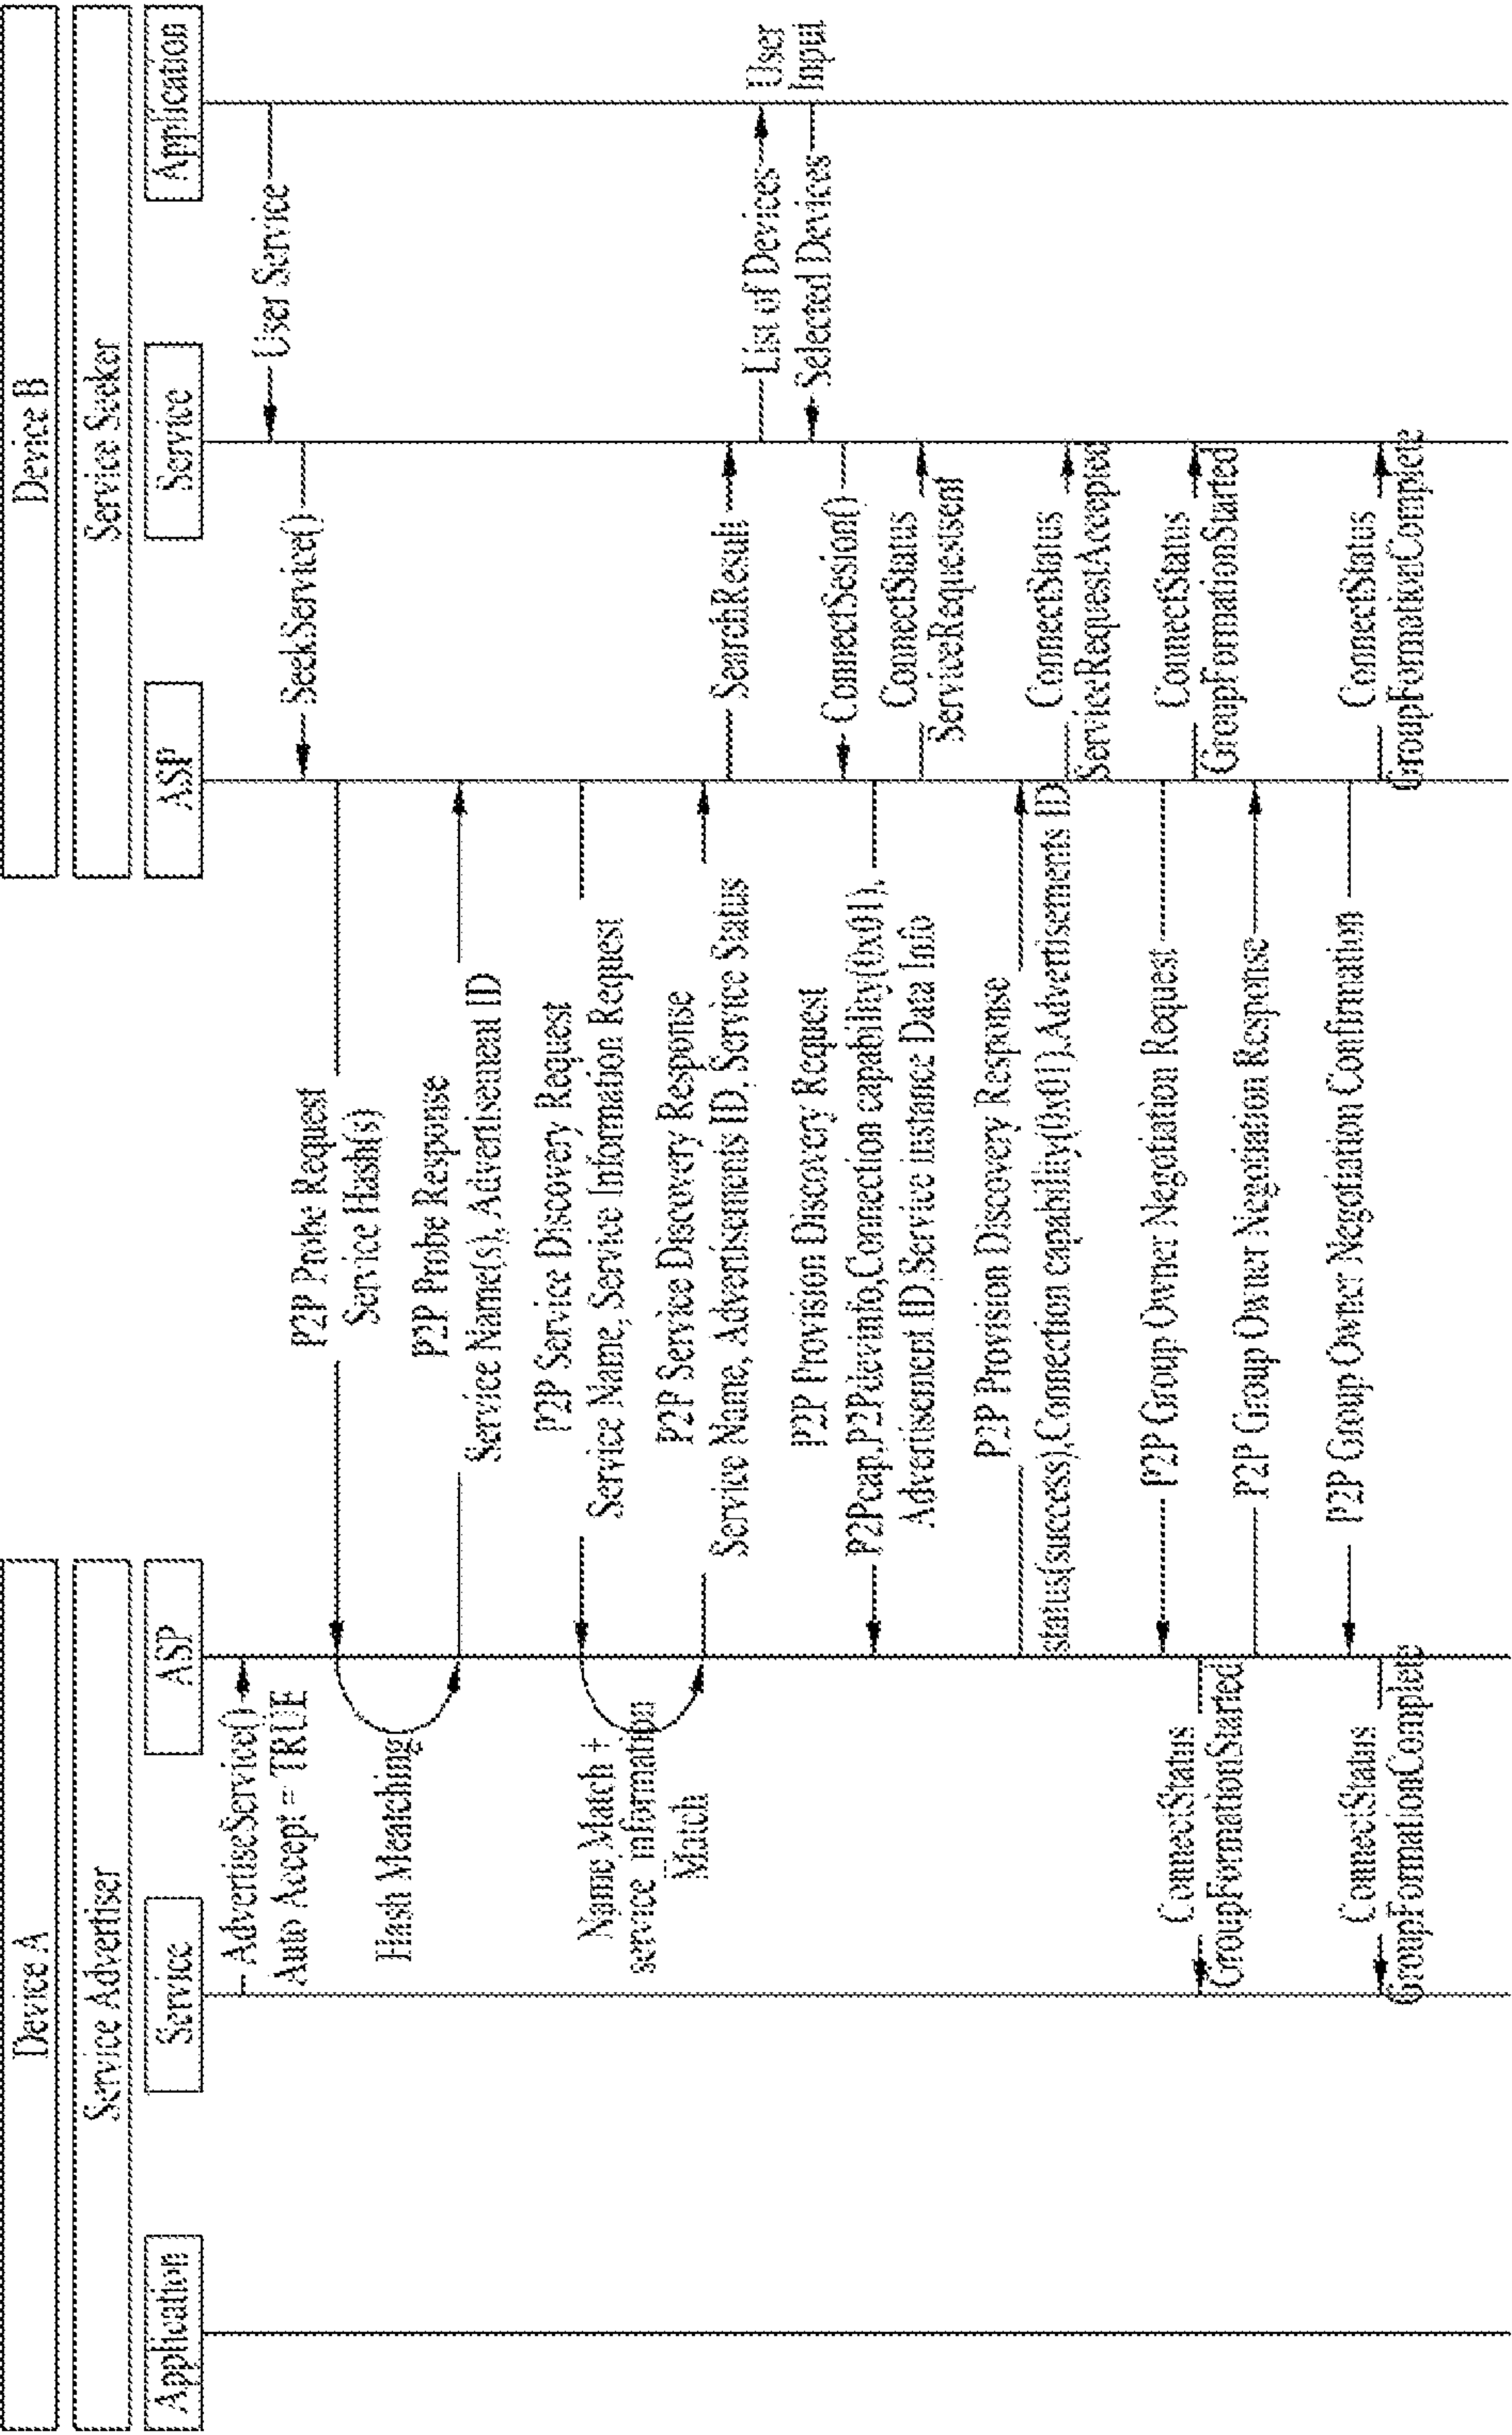 Device A
Device B
Service Advertiser
Service Seeker
Application
Service
ASP
ASP
Service
Application
AdvertiseService()
Auto Accept = TRUE
User Service
SeekService()
P2P Probe Request
Service Hash(s)
Hash Meatching
P2P Probe Response
Service Name(s), Advertisement ID
P2P Service Discovery Request
Service Name, Service Information Request
Name Match +
service information
Match
P2P Service Discovery Response
Service Name, Advertisements ID, Service Status
SearchResult
List of Devices
User
Input
Selected Devices
ConnectSesion()
P2P Provision Discovery Request
P2Pcap,P2Pdevinfo,Connection capability(0x01),
Advertisement ID,Service instance Data Info
ConnectStatus
ServiceRequestsent
P2P Provision Discovery Response
status(success),Connection capability(0x01),Advertisements ID
ConnectStatus
ServiceRequestAccepted
P2P Group Owner Negotiation Request
ConnectStatus
GroupFormationStarted
ConnectStatus
GroupFormationStarted
P2P Group Owner Negotiation Response
P2P Group Owner Negotiation Confirmation
ConnectStatus
GroupFormationComplete
ConnectStatus
GroupFormationComplete